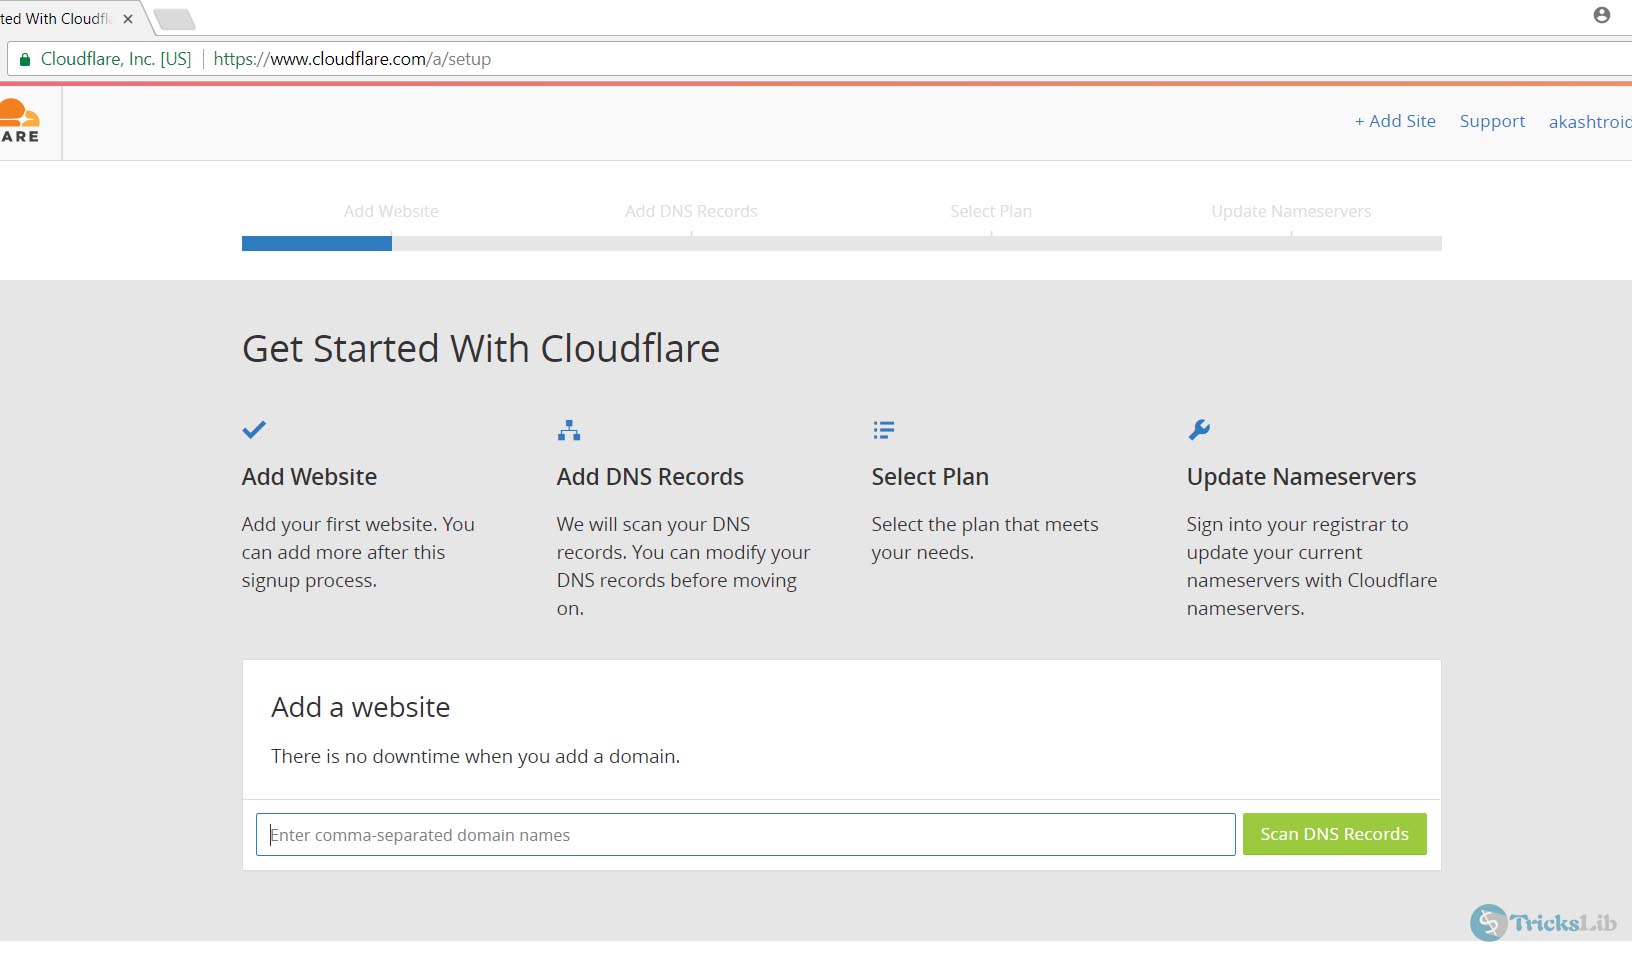 ted With Cloudfl
Cloudflare, Inc. [US] https://www.cloudflare.com/a/setup
ARE
+ Add Site Support akashtroid
Add Website Add DNS Records Select Plan Update Nameservers
Get Started With Cloudflare
Add Website
Add your first website. You
can add more after this
signup process.
Add DNS Records
We will scan your DNS
records. You can modify your
DNS records before moving
on.
Select Plan
Select the plan that meets
your needs.
Update Nameservers
Sign into your registrar to
update your current
nameservers with Cloudflare
nameservers.
Add a website
There is no downtime when you add a domain.
Enter comma-separated domain names
Scan DNS Records
TricksLib